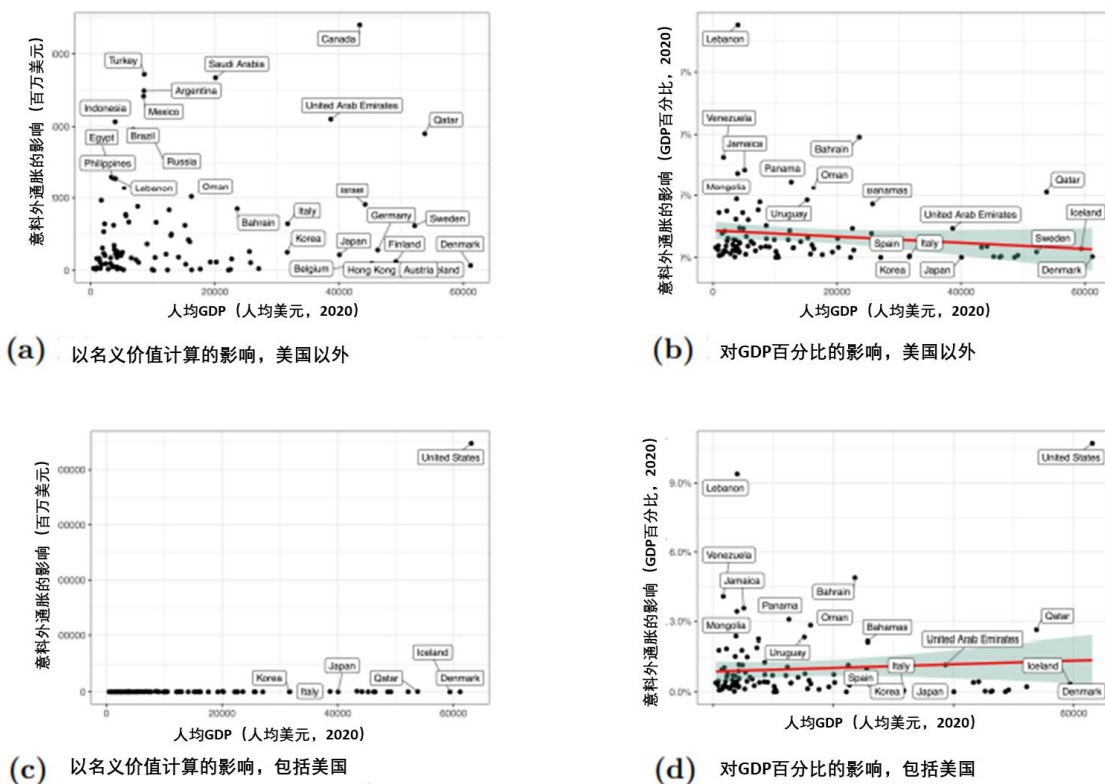 意料外通胀的影响（百万美元）
Canada
Turkey
Saudi Arabia
Argentina
Mexico
Indonesia
United Arab Emirates
Qatar
Egypt
Brazil
Russia
Philippines
Lebanon
Oman
Israel
Bahrain
Italy
Germany
Sweden
Korea
Japan
Finland
Denmark
Belgium
Hong Kong
Austria
0
0
20000
40000
60000
人均GDP（人均美元，2020）
(a) 以名义价值计算的影响，美国以外
意料外通胀的影响（GDP百分比，2020）
Lebanon
Venezuela
Jamaica
Bahrain
Panama
Oman
Qatar
Mongolia
Bahamas
Uruguay
United Arab Emirates
Iceland
Spain
Italy
Sweden
Korea
Japan
Denmark
0
20000
40000
60000
人均GDP（人均美元，2020）
(b) 对GDP百分比的影响，美国以外
意料外通胀的影响（百万美元）
United States
Iceland
Japan
Korea
Qatar
Denmark
Italy
0
0
20000
40000
60000
人均GDP（人均美元，2020）
(c) 以名义价值计算的影响，包括美国
意料外通胀的影响（GDP百分比，2020）
9.0%
6.0%
0.0%
United States
Lebanon
Venezuela
Jamaica
Bahrain
Panama
Oman
Qatar
Mongolia
Bahamas
Uruguay
United Arab Emirates
Italy
Iceland
Spain
Korea
Japan
Denmark
60000
人均GDP（人均美元，2020）
(d) 对GDP百分比的影响，包括美国